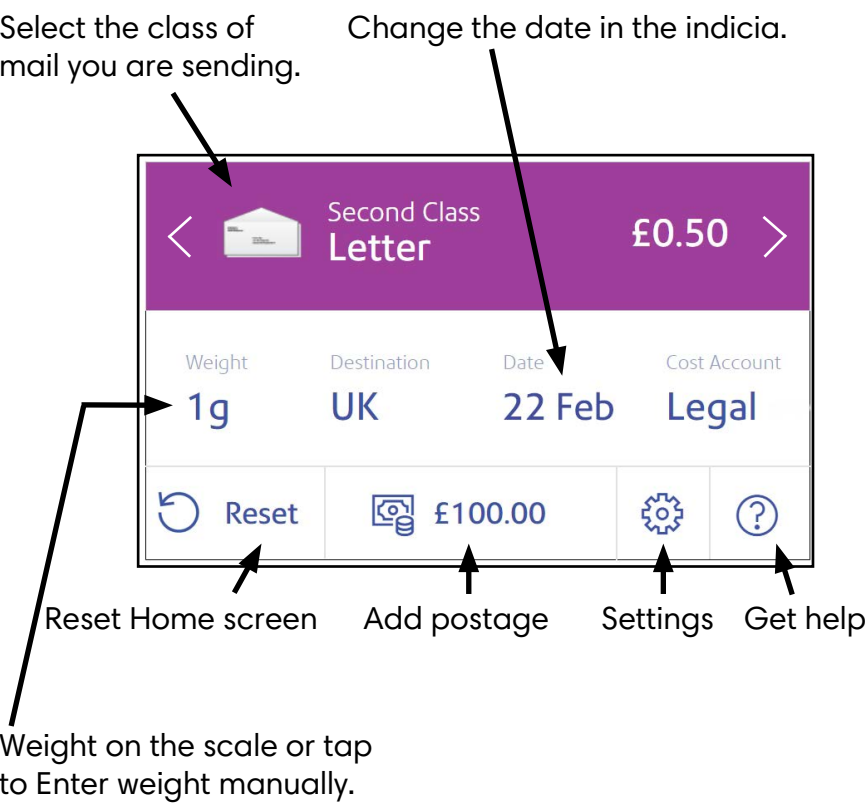 Select the class of
mail you are sending.
Change the date in the indicia.
Second Class
Letter
£0.50
Weight
Destination
Date
Cost Account
1g
UK
22 Feb
Legal
Reset
£100.00
?
Reset Home screen
Add postage
Settings
Get help
Weight on the scale or tap
to Enter weight manually.